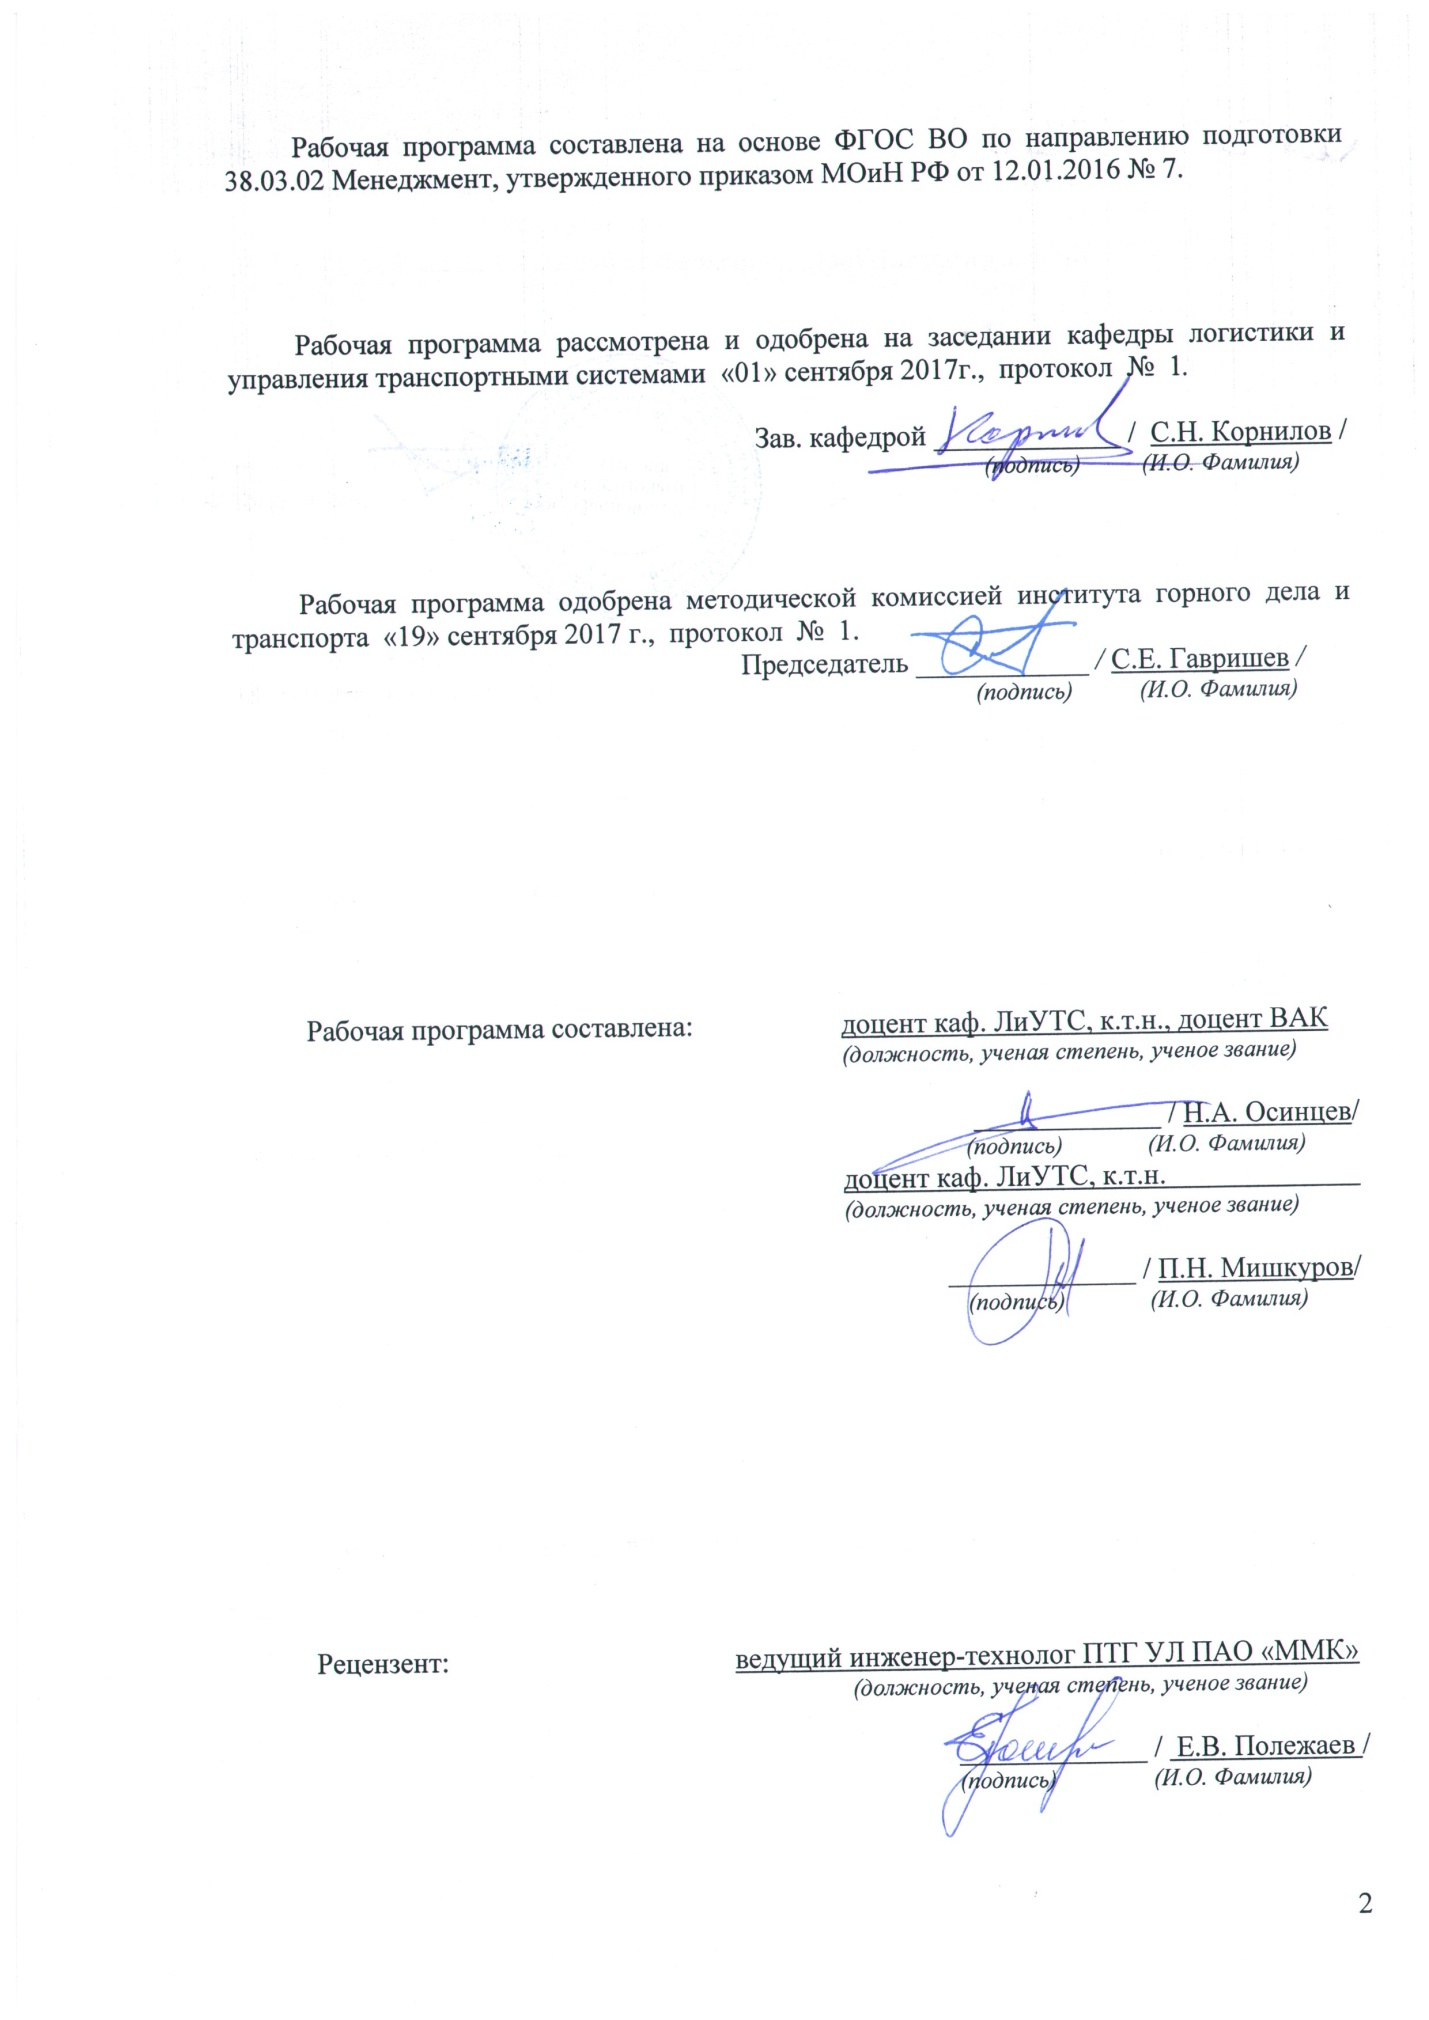 Рабочая программа составлена на основе ФГОС ВО по направлению подготовки
38.03.02 Менеджмент, утвержденного приказом МОиН РФ от 12.01.2016 № 7.
Рабочая программа рассмотрена и одобрена на заседании кафедры логистики и
управления транспортными системами «01» сентября 2017г., протокол № 1.
Зав. кафедрой ______________ / С.Н. Корнилов /
(подпись) (И.О. Фамилия)
Рабочая программа одобрена методической комиссией института горного дела и
транспорта «19» сентября 2017 г., протокол № 1.
Председатель _____________ / С.Е. Гавришев /
(подпись) (И.О. Фамилия)
Рабочая программа составлена: доцент каф. ЛиУТС, к.т.н., доцент ВАК
(должность, ученая степень, ученое звание)
______________ / Н.А. Осинцев/
(подпись) (И.О. Фамилия)
доцент каф. ЛиУТС, к.т.н.
(должность, ученая степень, ученое звание)
______________ / П.Н. Мишкуров/
(подпись) (И.О. Фамилия)
Рецензент: ведущий инженер-технолог ПТГ УЛ ПАО «ММК»
(должность, ученая степень, ученое звание)
______________ / Е.В. Полежаев /
(подпись) (И.О. Фамилия)
2